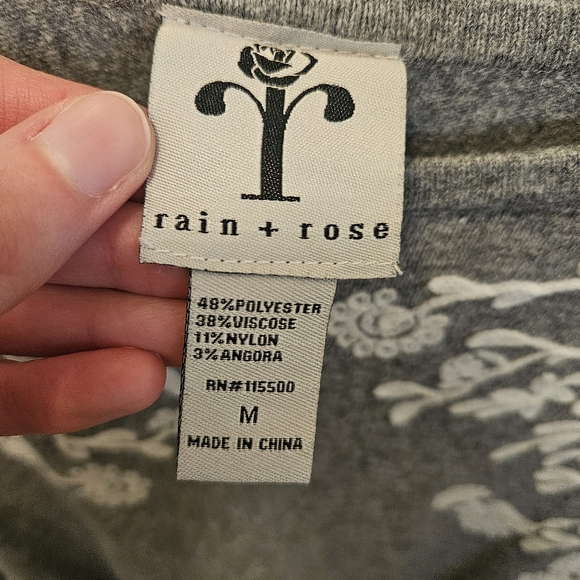 rain + rose
48%POLYESTER
38%VISCOSE
11%NYLON
3%ANGORA
RN#115500
M
MADE IN CHINA